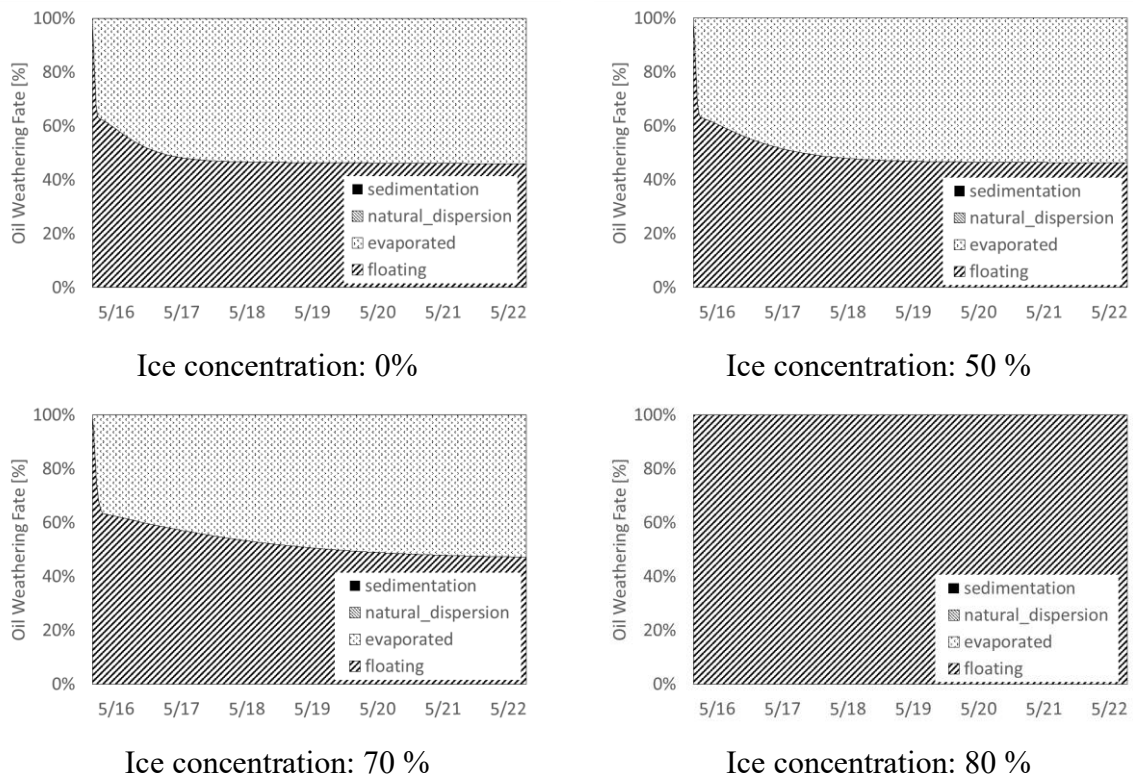 Oil Weathering Fate [%]
100%
80%
60%
40%
20%
0%
sedimentation
natural_dispersion
evaporated
floating
5/16 5/17 5/18 5/19 5/20 5/21 5/22
Ice concentration: 0%
Oil Weathering Fate [%]
100%
80%
60%
40%
20%
0%
sedimentation
natural_dispersion
evaporated
floating
5/16 5/17 5/18 5/19 5/20 5/21 5/22
Ice concentration: 50 %
Oil Weathering Fate [%]
100%
80%
60%
40%
20%
0%
sedimentation
natural_dispersion
evaporated
floating
5/16 5/17 5/18 5/19 5/20 5/21 5/22
Ice concentration: 70 %
Oil Weathering Fate [%]
100%
80%
60%
40%
20%
0%
sedimentation
natural_dispersion
evaporated
floating
5/16 5/17 5/18 5/19 5/20 5/21 5/22
Ice concentration: 80 %